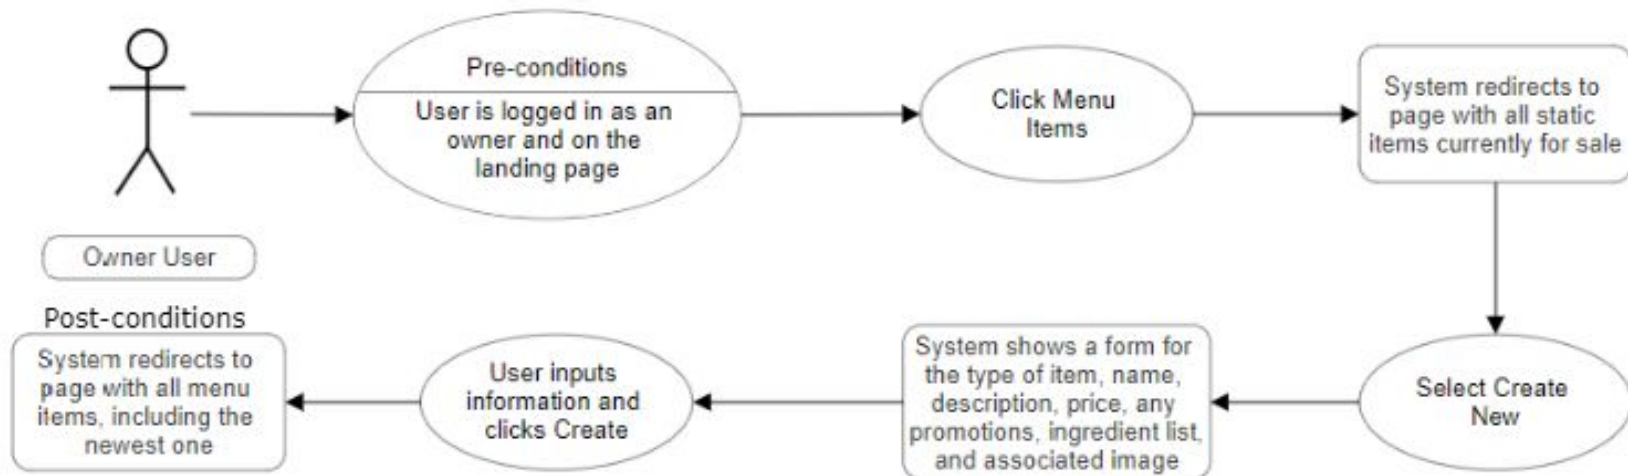 Pre-conditions
User is logged in as an
owner and on the
landing page
Click Menu
Items
System redirects to
page with all static
items currently for sale
Owner User
Select Create
New
System shows a form for
the type of item, name,
description, price, any
promotions, ingredient list,
and associated image
User inputs
information and
clicks Create
Post-conditions
System redirects to
page with all menu
items, including the
newest one